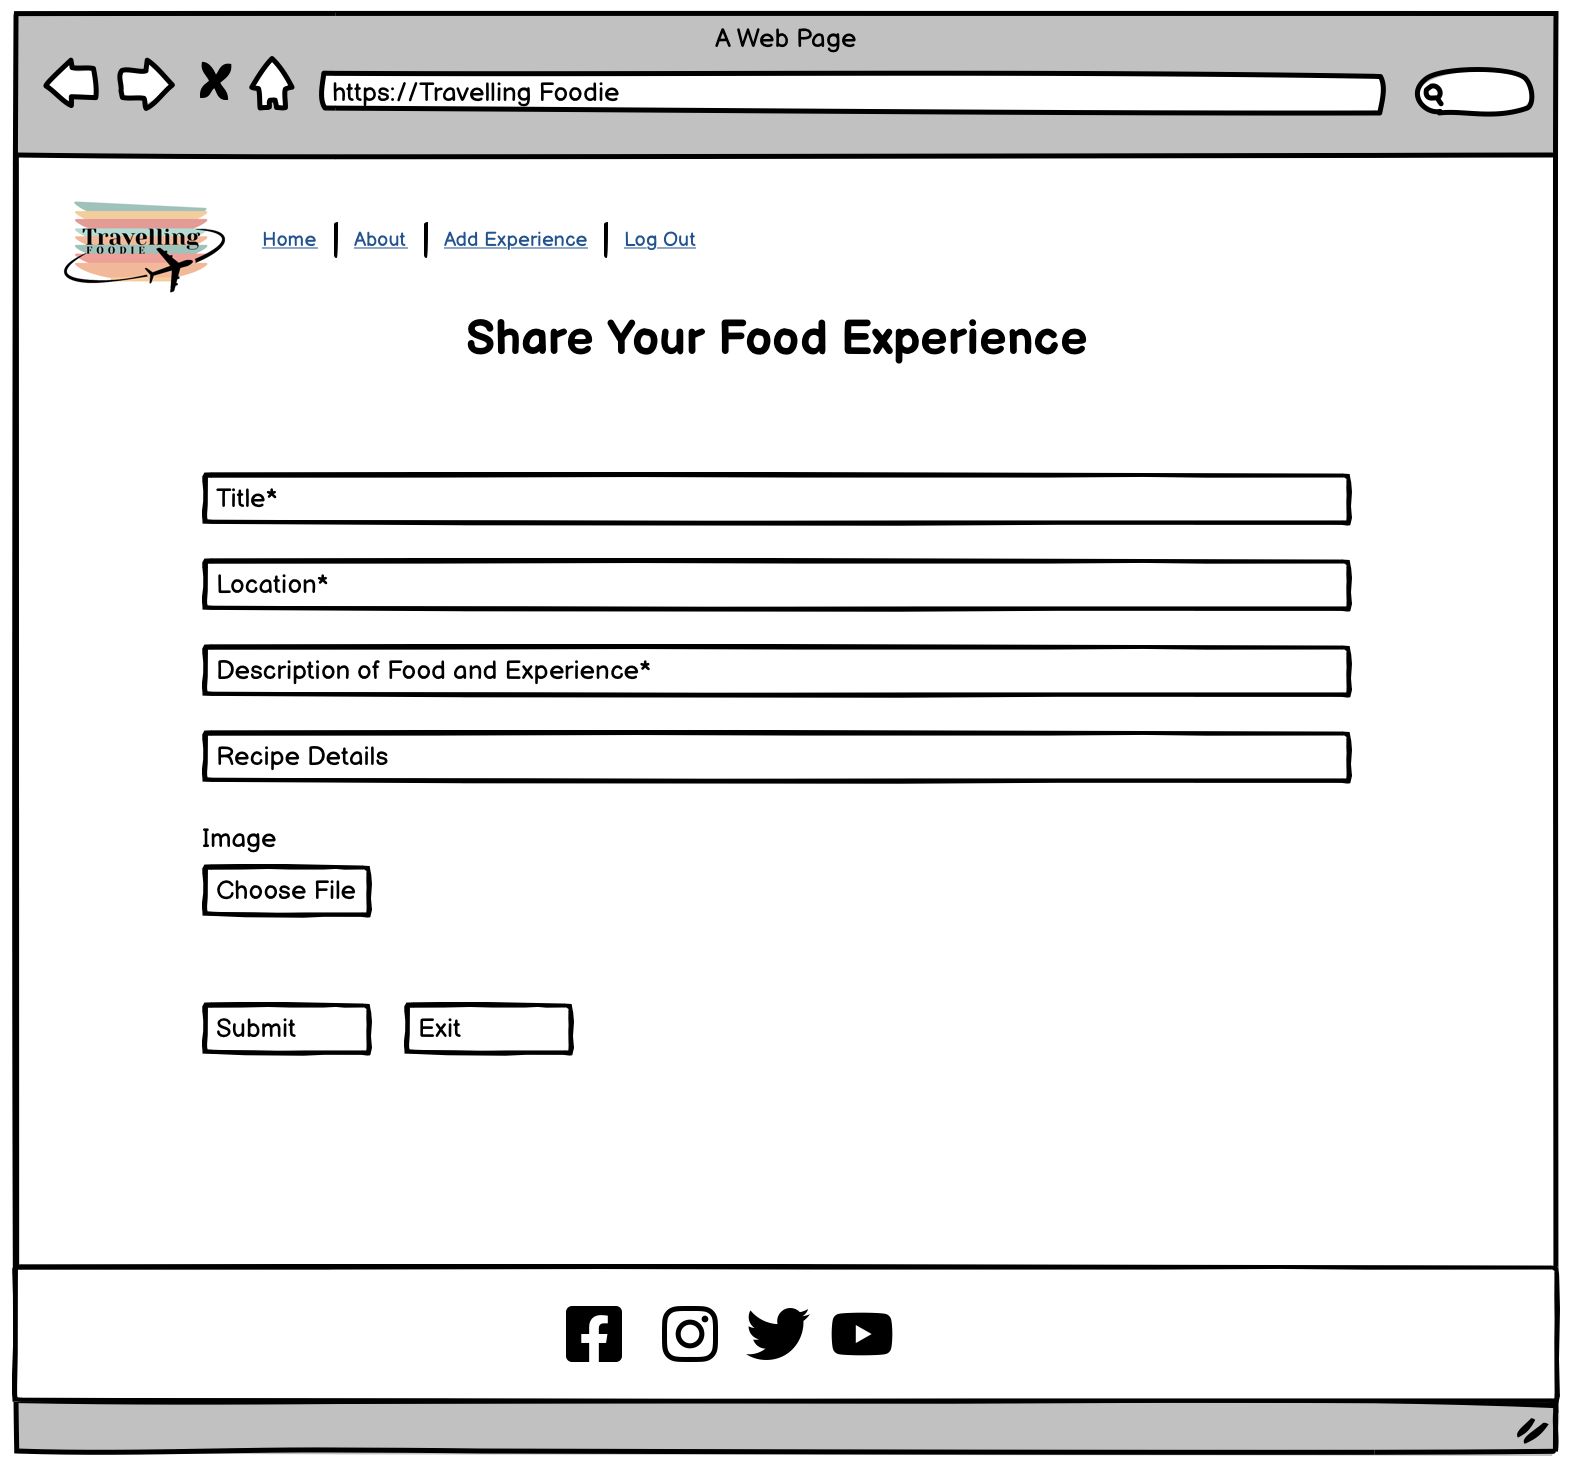 A Web Page
https://Travelling Foodie
Travelling
FOODIE
Home
About
Add Experience
Log Out
Share Your Food Experience
Title*
Location*
Description of Food and Experience*
Recipe Details
Image
Choose File
Submit
Exit